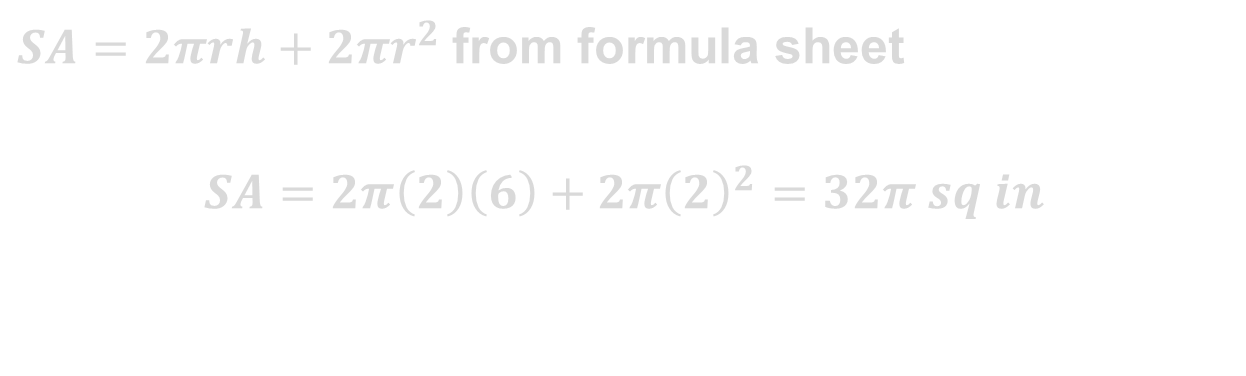 SA = 2πrh + 2πr² from formula sheet
SA = 2π(2)(6) + 2π(2)² = 32π sq in